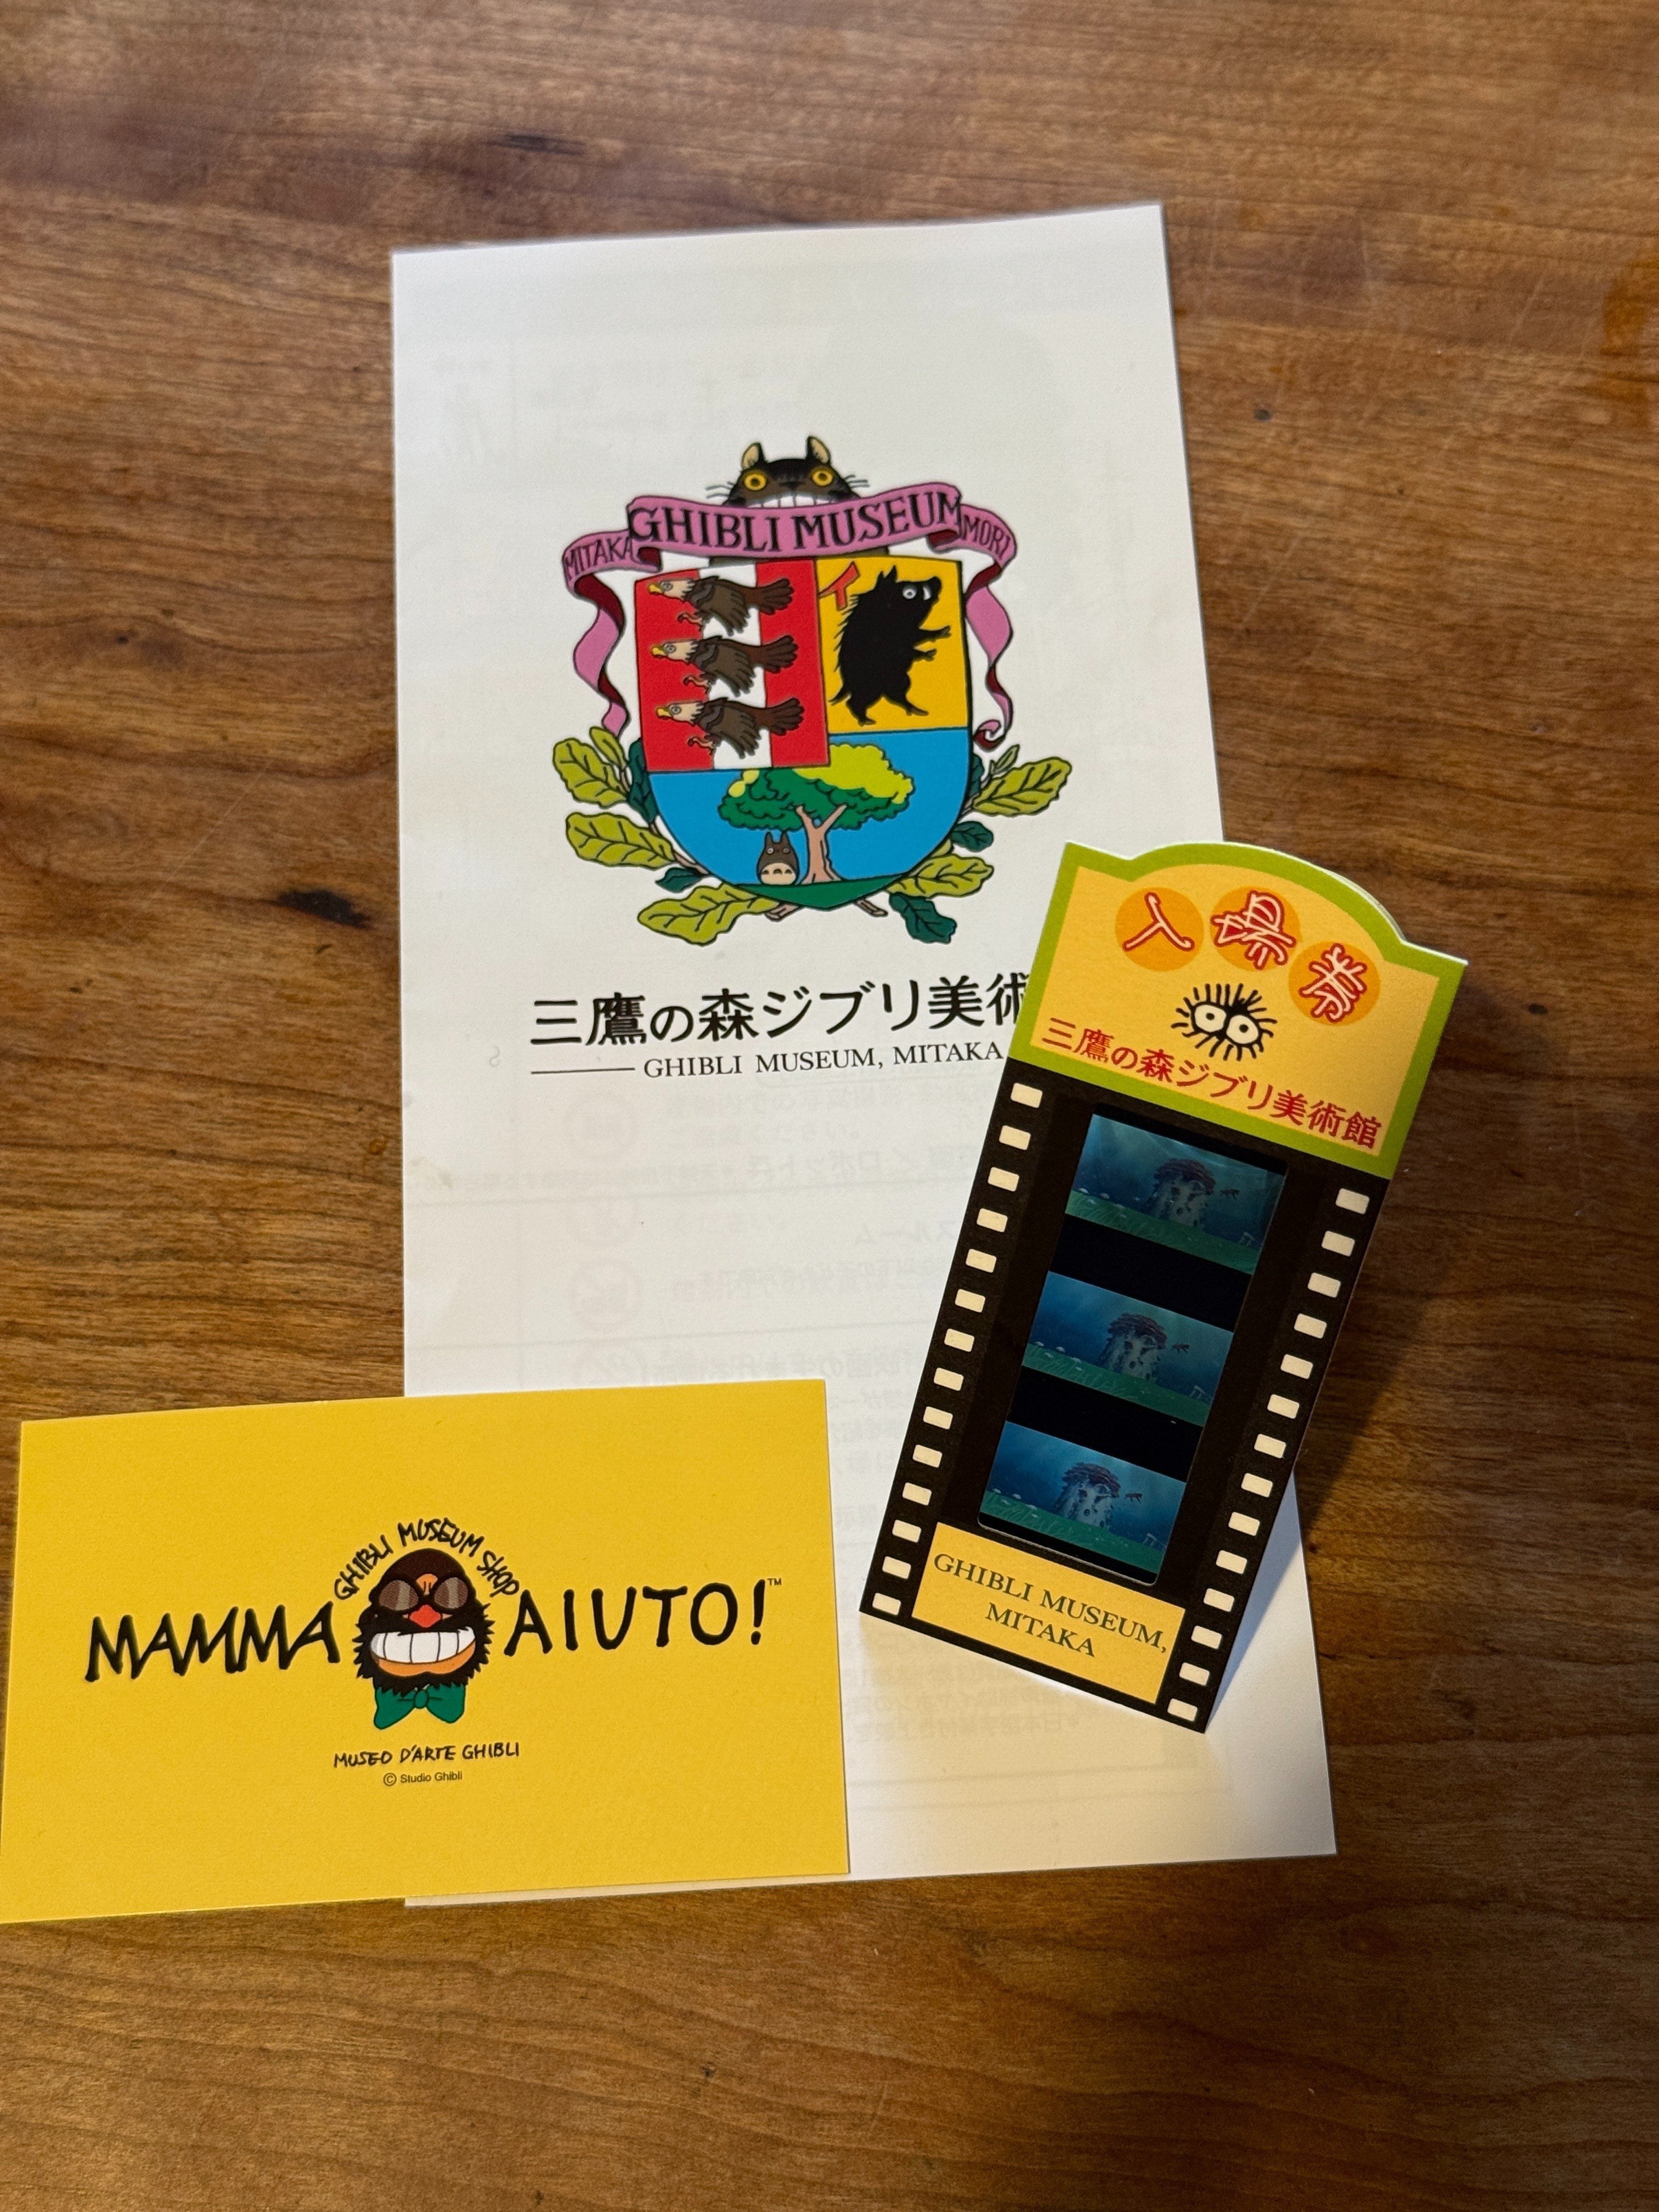 MITAKA GHIBLI MUSEUM MORI
イ
三鷹の森ジブリ美術
GHIBLI MUSEUM, MITAKA
入場券
三鷹の森ジブリ美術館
GHIBLI MUSEUM,
MITAKA
GHIBLI MUSEUM SHOP
MAMMA AIUTO!™
MUSEO D'ARTE GHIBLI
© Studio Ghibli